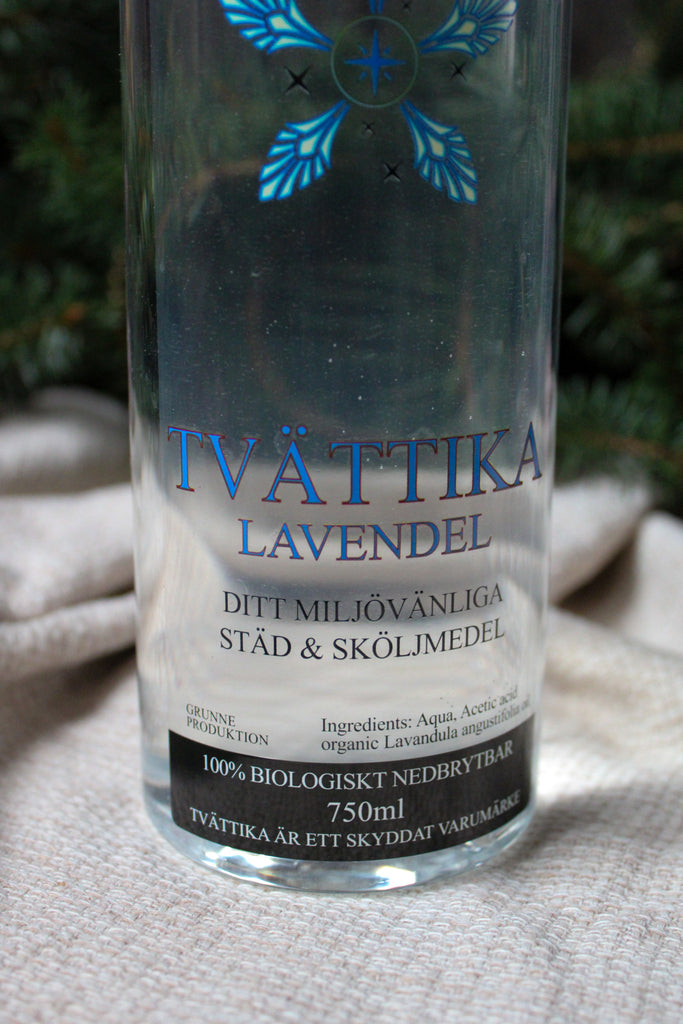 TVÄTTIKA
LAVENDEL
DITT MILJÖVÄNLIGA
STÄD & SKÖLJMEDEL
GRUNNE
PRODUKTION
Ingredients: Aqua, Acetic acid
organic Lavandula angustifolia oil
100% BIOLOGISKT NEDBRYTBAR
750ml
TVÄTTIKA ÄR ETT SKYDDAT VARUMÄRKE